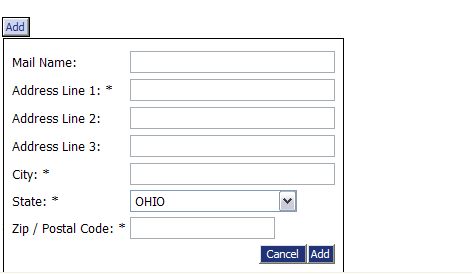 Add
Mail Name:
Address Line 1: *
Address Line 2:
Address Line 3:
City: *
State: * OHIO
Zip / Postal Code: *
Cancel Add